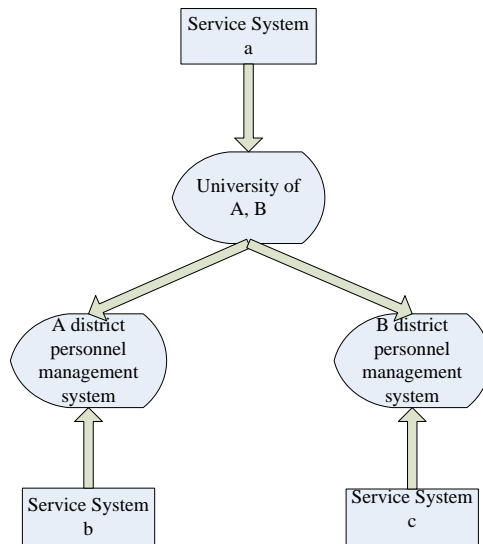 Service System
a
University of
A, B
A district
personnel
management
system
B district
personnel
management
system
Service System
b
Service System
c